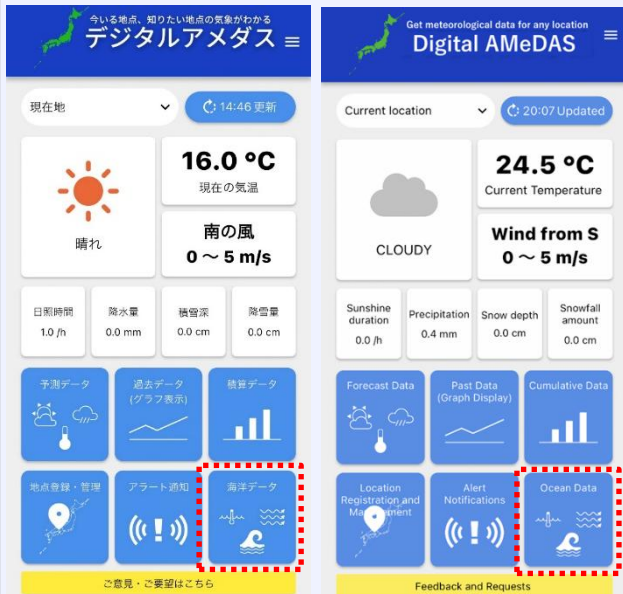 今いる地点、知りたい地点の気象がわかる
デジタルアメダス
現在地
14:46 更新
晴れ
16.0 °C
現在の気温
南の風
0 ～ 5 m/s
日照時間
1.0 /h
降水量
0.0 mm
積雪深
0.0 cm
降雪量
0.0 cm
予測データ
過去データ
(グラフ表示)
積算データ
地点登録・管理
アラート通知
海洋データ
ご意見・ご要望はこちら
Get meteorological data for any location
Digital AMeDAS
Current location
20:07 Updated
CLOUDY
24.5 °C
Current Temperature
Wind from S
0 ～ 5 m/s
Sunshine
duration
0.0 /h
Precipitation
0.4 mm
Snow depth
0.0 cm
Snowfall
amount
0.0 cm
Forecast Data
Past
Data
(Graph
Display)
Cumulative Data
Location
Registration and
Management
Alert
Notifications
Ocean Data
Feedback and Requests